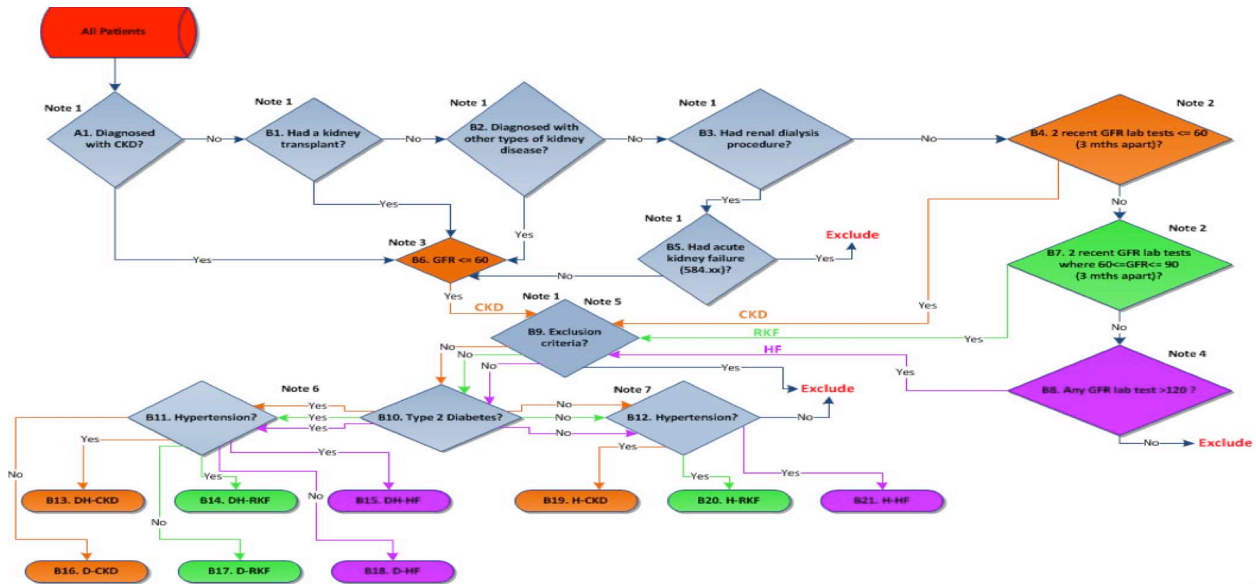 All Patients
Note 1
A1. Diagnosed
with CKD?
No
Note 1
B1. Had a kidney
transplant?
No
Note 1
B2. Diagnosed with
other types of kidney
disease?
No
Note 1
B3. Had renal dialysis
procedure?
No
Note 2
B4. 2 recent GFR lab tests <= 60
(3 mths apart)?
Yes
Yes
Yes
Yes
No
Note 3
B6. GFR <= 60
Note 1
B5. Had acute
kidney failure
(584.xx)?
Exclude
Yes
No
Note 2
B7. 2 recent GFR lab tests
where 60<=GFR<= 90
(3 mths apart)?
Yes
CKD
Note 1
Note 5
B9. Exclusion
criteria?
CKD
Yes
RKF
Yes
HF
Yes
No
Note 4
B8. Any GFR lab test >120 ?
No
Exclude
No
No
No
Yes
Exclude
Note 6
B11. Hypertension?
Yes
Yes
Yes
B10. Type 2 Diabetes?
No
No
No
Note 7
B12. Hypertension?
No
No
Yes
Yes
Yes
Yes
Yes
Yes
B13. DH-CKD
B14. DH-RKF
B15. DH-HF
B19. H-CKD
B20. H-RKF
B21. H-HF
No
No
B16. D-CKD
B17. D-RKF
B18. D-HF